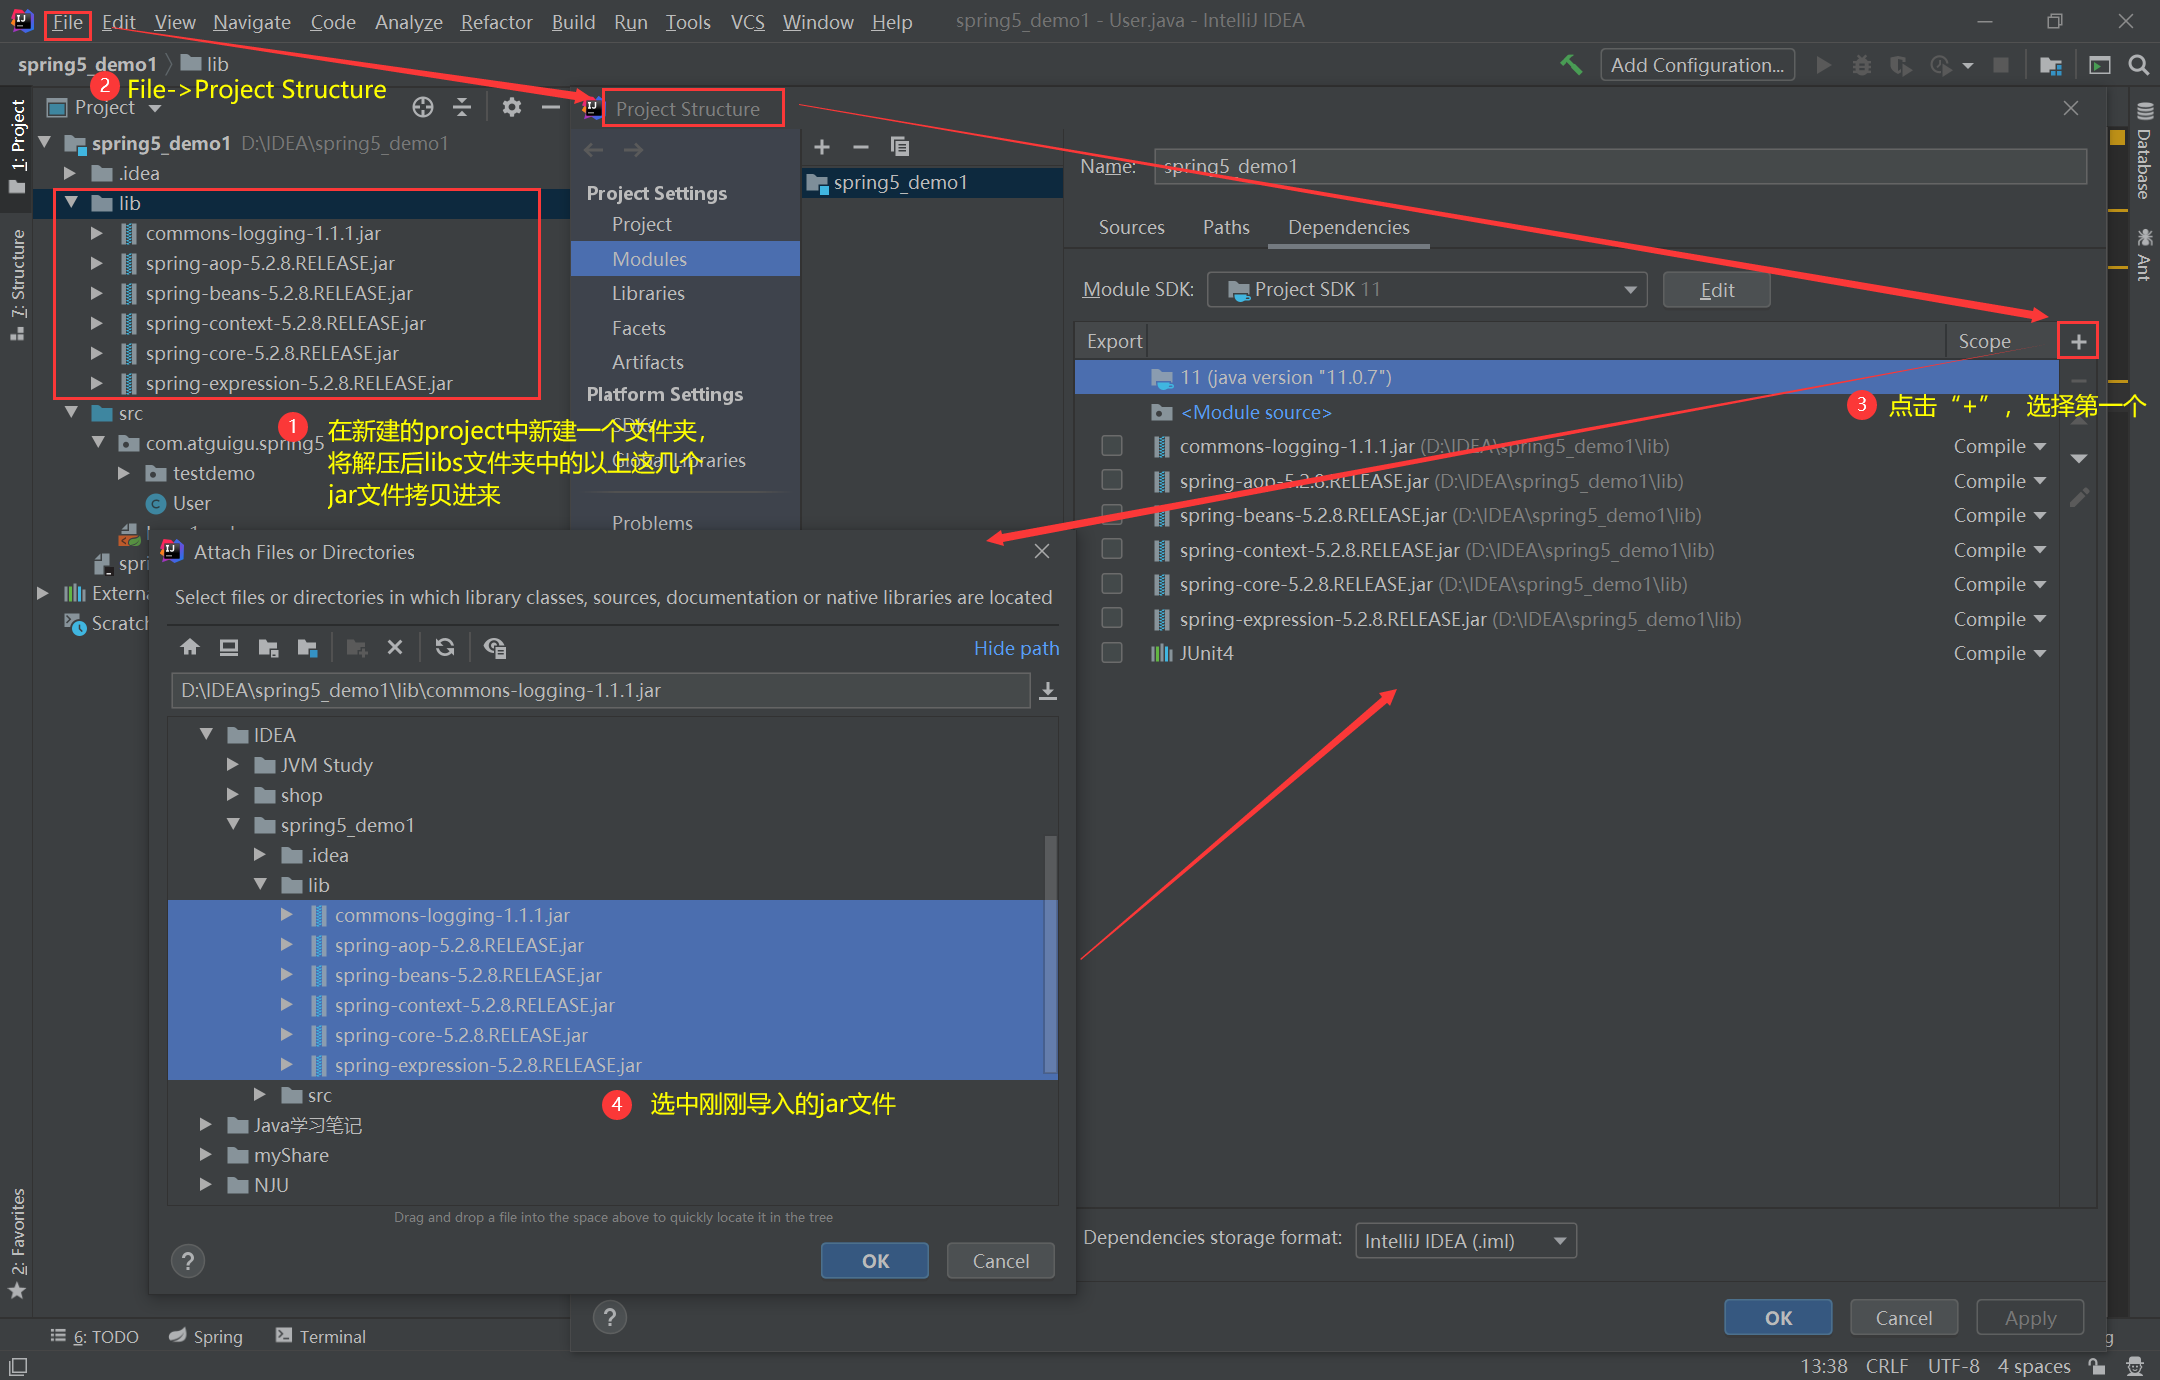 File Edit View Navigate Code Analyze Refactor Build Run Tools VCS Window Help spring5_demo1 - User.java - IntelliJ IDEA
spring5_demo1 lib
Add Configuration...
2 File->Project Structure
Project
1: Project
7: Structure
2: Favorites
spring5_demo1 D:\IDEA\spring5_demo1
.idea
lib
commons-logging-1.1.1.jar
spring-aop-5.2.8.RELEASE.jar
spring-beans-5.2.8.RELEASE.jar
spring-context-5.2.8.RELEASE.jar
spring-core-5.2.8.RELEASE.jar
spring-expression-5.2.8.RELEASE.jar
src
com.atguigu.spring5
testdemo
User
spri
Externa
Scratch
1 在新建的project中新建一个文件夹，
将解压后libs文件夹中的以上这几个
jar文件拷贝进来
Project Structure
Project Settings
Project
Modules
Libraries
Facets
Artifacts
Platform Settings
SDKs
Global Libraries
Problems
spring5_demo1
Name: spring5_demo1
Sources Paths Dependencies
Module SDK: Project SDK 11 Edit
Export Scope
11 (java version "11.0.7")
<Module source>
3 点击“+”，选择第一个
commons-logging-1.1.1.jar (D:\IDEA\spring5_demo1\lib) Compile
spring-aop-5.2.8.RELEASE.jar (D:\IDEA\spring5_demo1\lib) Compile
spring-beans-5.2.8.RELEASE.jar (D:\IDEA\spring5_demo1\lib) Compile
spring-context-5.2.8.RELEASE.jar (D:\IDEA\spring5_demo1\lib) Compile
spring-core-5.2.8.RELEASE.jar (D:\IDEA\spring5_demo1\lib) Compile
spring-expression-5.2.8.RELEASE.jar (D:\IDEA\spring5_demo1\lib) Compile
JUnit4 Compile
Dependencies storage format: IntelliJ IDEA (.iml)
OK Cancel Apply
Database
Ant
Attach Files or Directories
Select files or directories in which library classes, sources, documentation or native libraries are located
Hide path
D:\IDEA\spring5_demo1\lib\commons-logging-1.1.1.jar
IDEA
JVM Study
shop
spring5_demo1
.idea
lib
commons-logging-1.1.1.jar
spring-aop-5.2.8.RELEASE.jar
spring-beans-5.2.8.RELEASE.jar
spring-context-5.2.8.RELEASE.jar
spring-core-5.2.8.RELEASE.jar
spring-expression-5.2.8.RELEASE.jar
src
4 选中刚刚导入的jar文件
Java学习笔记
myShare
NJU
Drag and drop a file into the space above to quickly locate it in the tree
? OK Cancel
?
6: TODO Spring Terminal
13:38 CRLF UTF-8 4 spaces